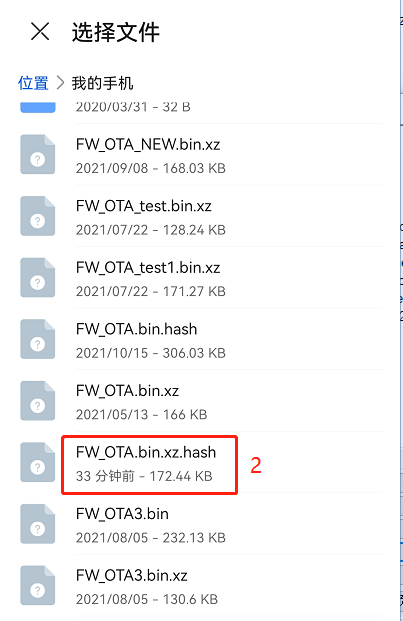 选择文件
位置 > 我的手机
2020/03/31 - 32 B
FW_OTA_NEW.bin.xz
2021/09/08 - 168.03 KB
FW_OTA_test.bin.xz
2021/07/22 - 128.24 KB
FW_OTA_test1.bin.xz
2021/07/22 - 171.27 KB
FW_OTA.bin.hash
2021/10/15 - 306.03 KB
FW_OTA.bin.xz
2021/05/13 - 166 KB
FW_OTA.bin.xz.hash
33 分钟前 - 172.44 KB
2
FW_OTA3.bin
2021/08/05 - 232.13 KB
FW_OTA3.bin.xz
2021/08/05 - 130.6 KB